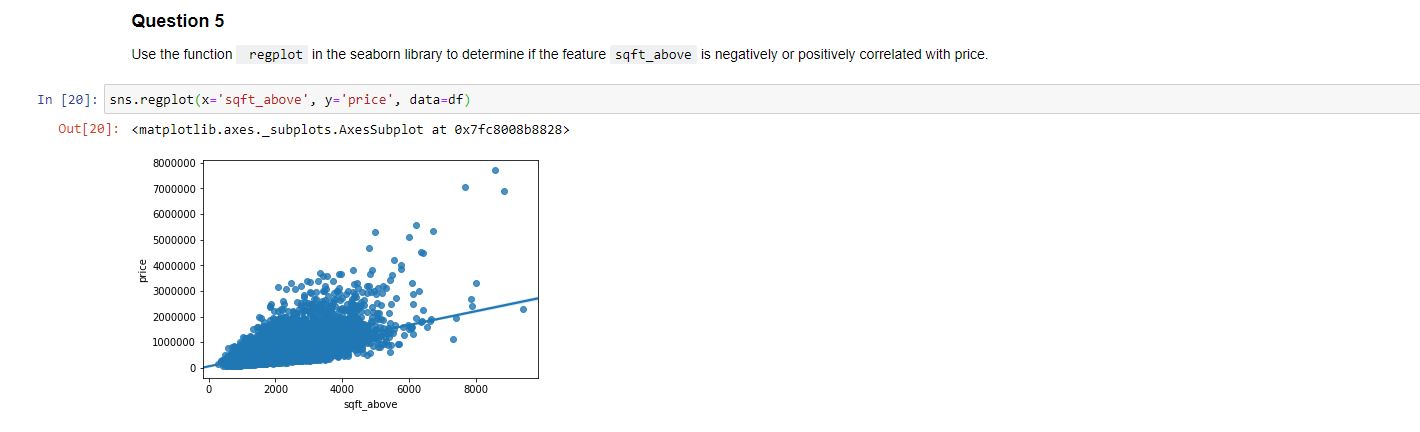 Question 5
Use the function regplot in the seaborn library to determine if the feature sqft_above is negatively or positively correlated with price.
In [20]: sns.regplot(x='sqft_above', y='price', data=df)
Out[20]: <matplotlib.axes._subplots.AxesSubplot at 0x7fc8008b8828>
8000000
7000000
6000000
5000000
4000000
3000000
2000000
1000000
0
price
0 2000 4000 6000 8000
sqft_above